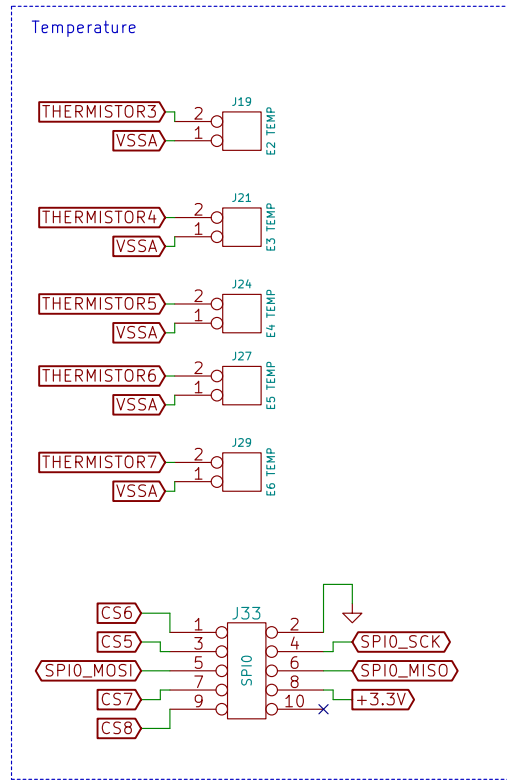 Temperature
J19
THERMISTOR3 2
VSSA 1
E2 TEMP
J21
THERMISTOR4 2
VSSA 1
E3 TEMP
J24
THERMISTOR5 2
VSSA 1
E4 TEMP
J27
THERMISTOR6 2
VSSA 1
E5 TEMP
J29
THERMISTOR7 2
VSSA 1
E6 TEMP
J33
CS6 1 2
CS5 3 4 SPI0_SCK
SPI0_MOSI 5 6 SPI0_MISO
CS7 7 8 +3.3V
CS8 9 10
SPI0